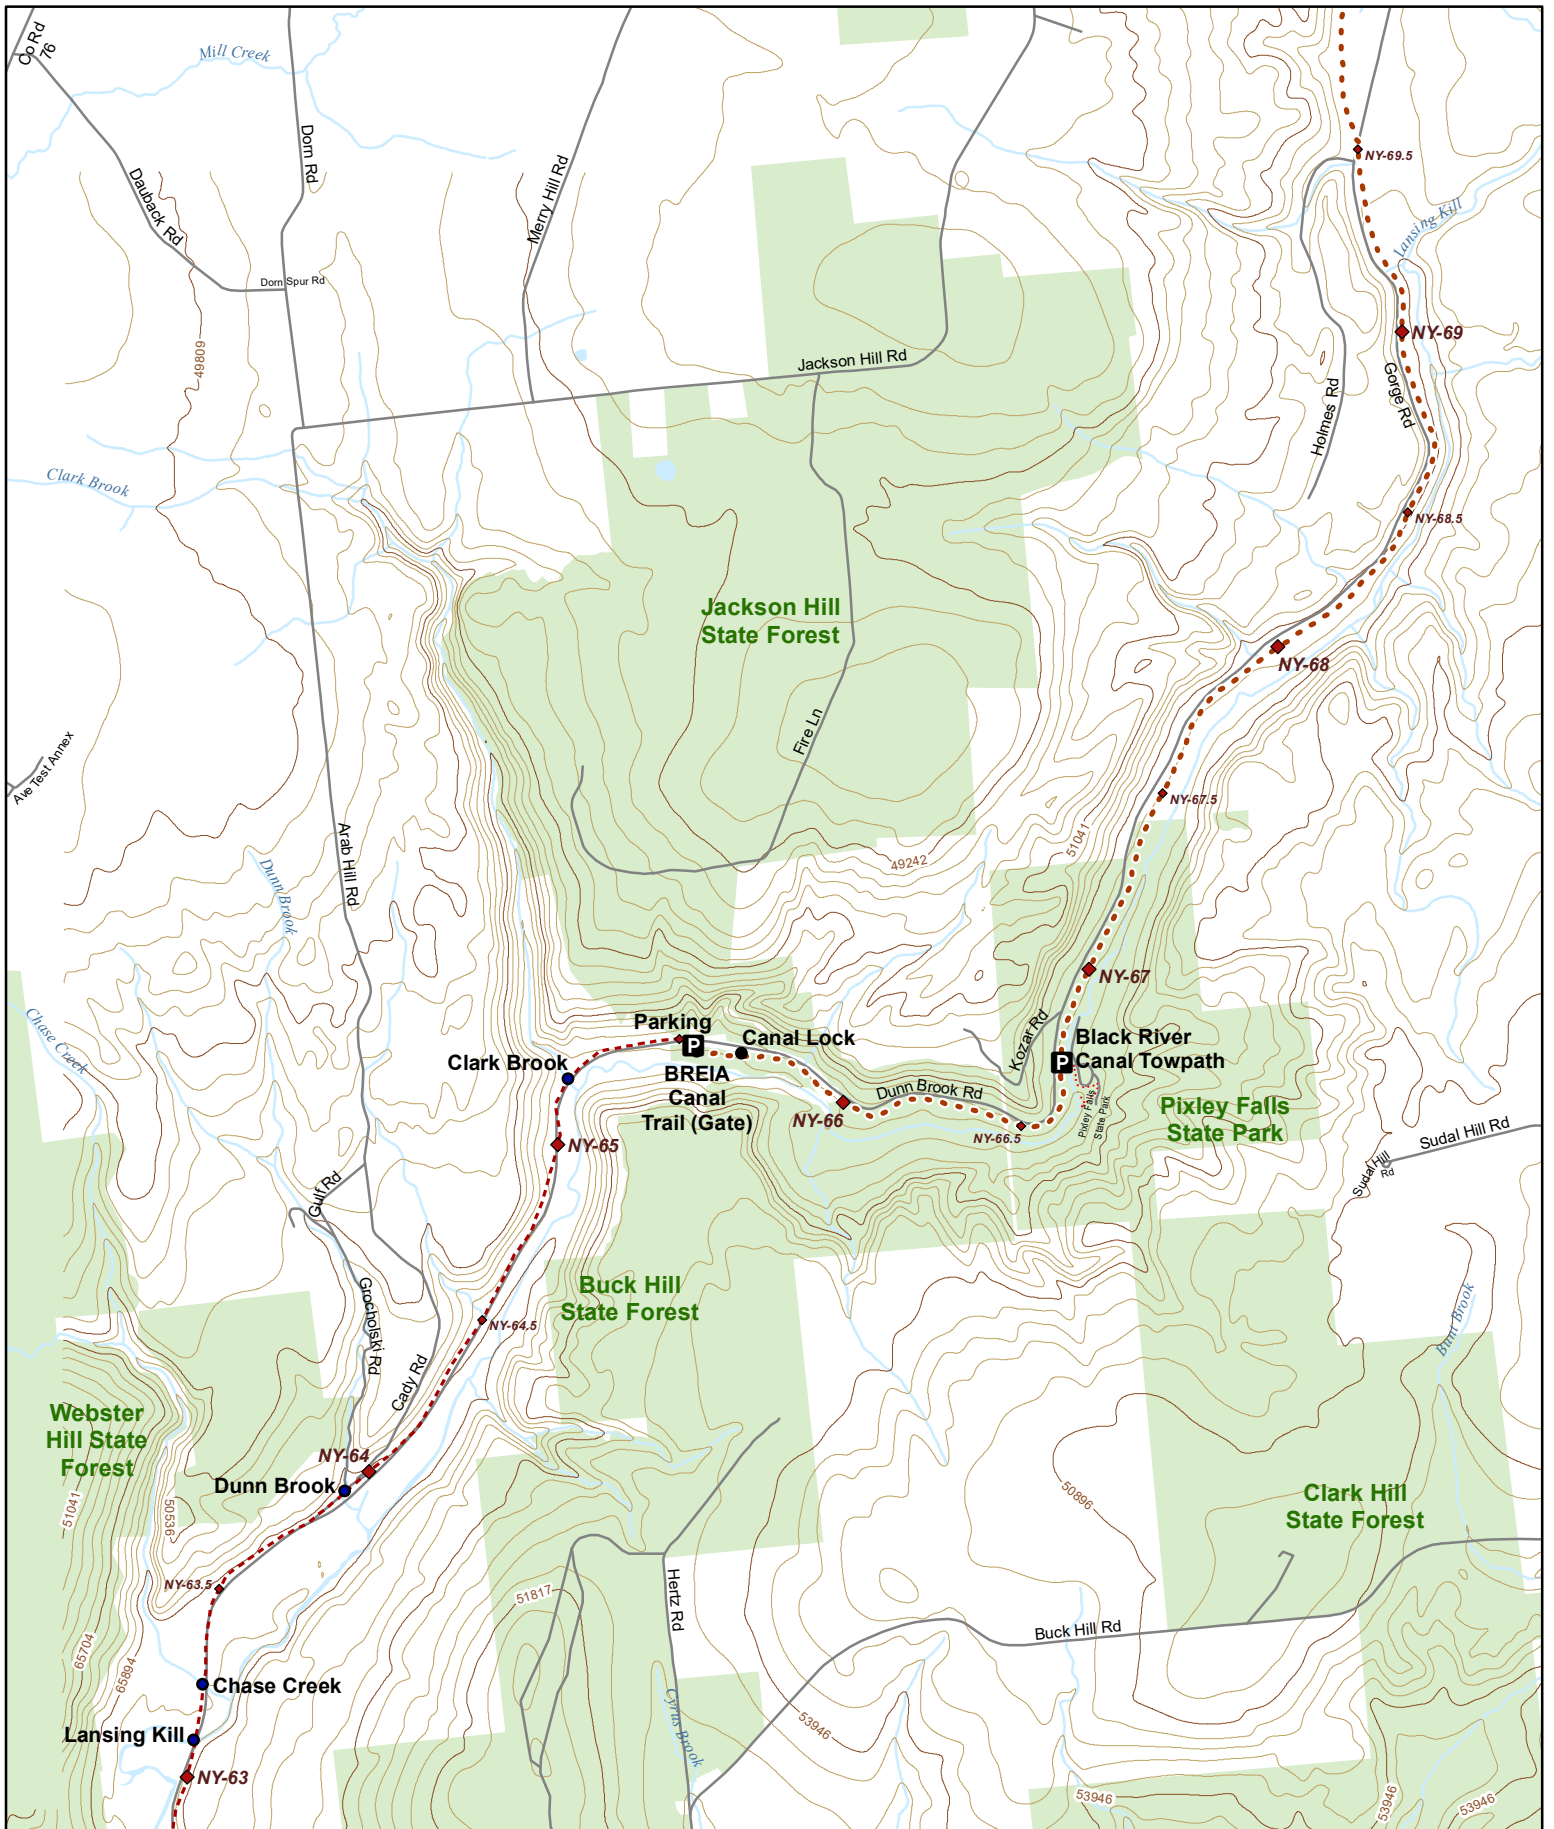 Co Rd
76
Mill Creek
Dorn Rd
Dauback Rd
Dorn Spur Rd
Merry Hill Rd
NY-69.5
Lansing Kill
NY-69
49809
Jackson Hill Rd
Gorge Rd
Holmes Rd
Clark Brook
NY-68.5
Jackson Hill
State Forest
NY-68
Fire Ln
Ave Test Annex
NY-67.5
51041
49242
Arab Hill Rd
Dunn Brook
NY-67
Chase Creek
Parking
P
Canal Lock
Kozar Rd
Black River
Canal Towpath
P
Clark Brook
BREIA
Canal
Trail (Gate)
Dunn Brook Rd
NY-66
NY-66.5
Pixley Falls
State Park
Pixley Falls
State Park
Sudal Hill Rd
Sudal Hill
Rd
NY-65
Gulf Rd
Buck Hill
State Forest
Grocholski Rd
NY-64.5
Bunt Brook
Cady Rd
Webster
Hill State
Forest
NY-64
Dunn Brook
51041
50536
50896
Clark Hill
State Forest
NY-63.5
51817
Hertz Rd
Buck Hill Rd
65704
65894
Chase Creek
Cyrus Brook
53946
Lansing Kill
NY-63
53946
53946
53946